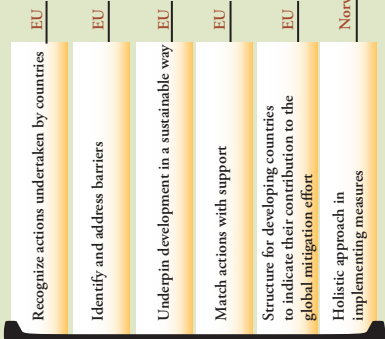 Recognize actions undertaken by countries
EU
Identify and address barriers
EU
Underpin development in a sustainable way
EU
Match actions with support
EU
Structure for developing countries
to indicate their contribution to the
global mitigation effort
EU
Holistic approach in
implementing measures